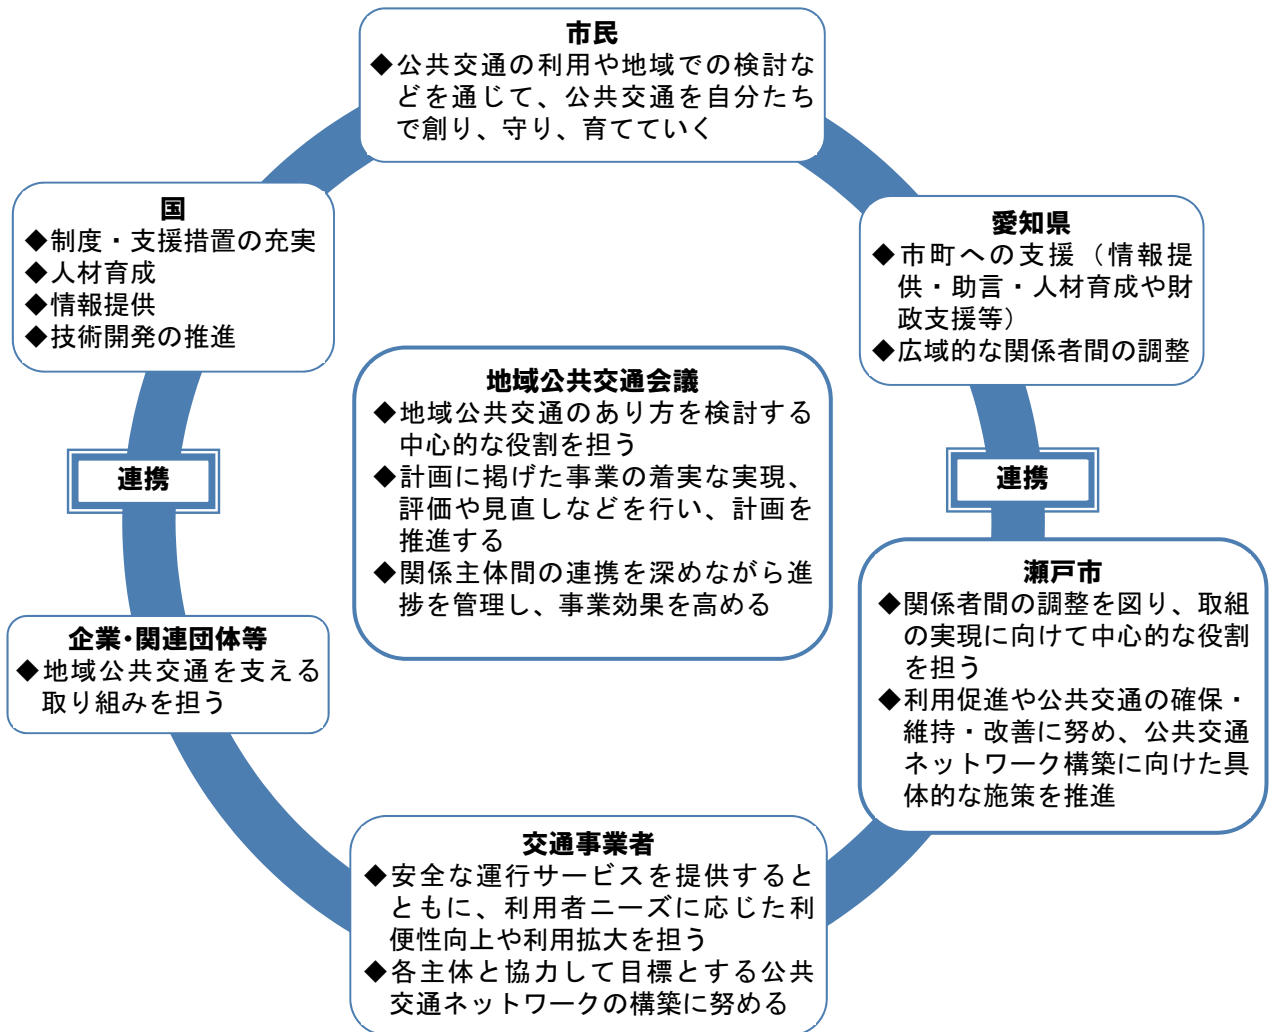 市民
◆公共交通の利用や地域での検討な
どを通じて、公共交通を自分たち
で創り、守り、育てていく
国
◆制度・支援措置の充実
◆人材育成
◆情報提供
◆技術開発の推進
愛知県
◆市町への支援（情報提
供・助言・人材育成や財
政支援等）
◆広域的な関係者間の調整
地域公共交通会議
◆地域公共交通のあり方を検討する
中心的な役割を担う
◆計画に掲げた事業の着実な実現、
評価や見直しなどを行い、計画を
推進する
◆関係主体間の連携を深めながら進
捗を管理し、事業効果を高める
連携
連携
瀬戸市
◆関係者間の調整を図り、取組
の実現に向けて中心的な役割
を担う
◆利用促進や公共交通の確保・
維持・改善に努め、公共交通
ネットワーク構築に向けた具
体的な施策を推進
企業・関連団体等
◆地域公共交通を支える
取り組みを担う
交通事業者
◆安全な運行サービスを提供すると
ともに、利用者ニーズに応じた利
便性向上や利用拡大を担う
◆各主体と協力して目標とする公共
交通ネットワークの構築に努める